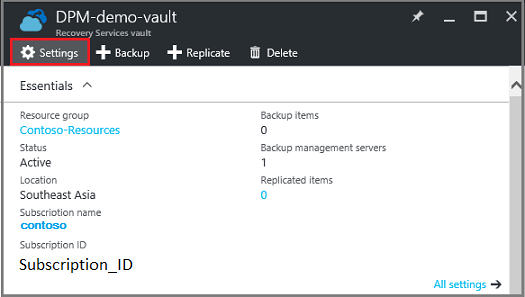 DPM-demo-vault
Recovery Services vault
Settings Backup Replicate Delete
Essentials
Resource group Backup items
Contoso-Resources 0
Status Backup management servers
Active 1
Location Replicated items
Southeast Asia 0
Subscription name
contoso
Subscription ID
Subscription_ID
All settings